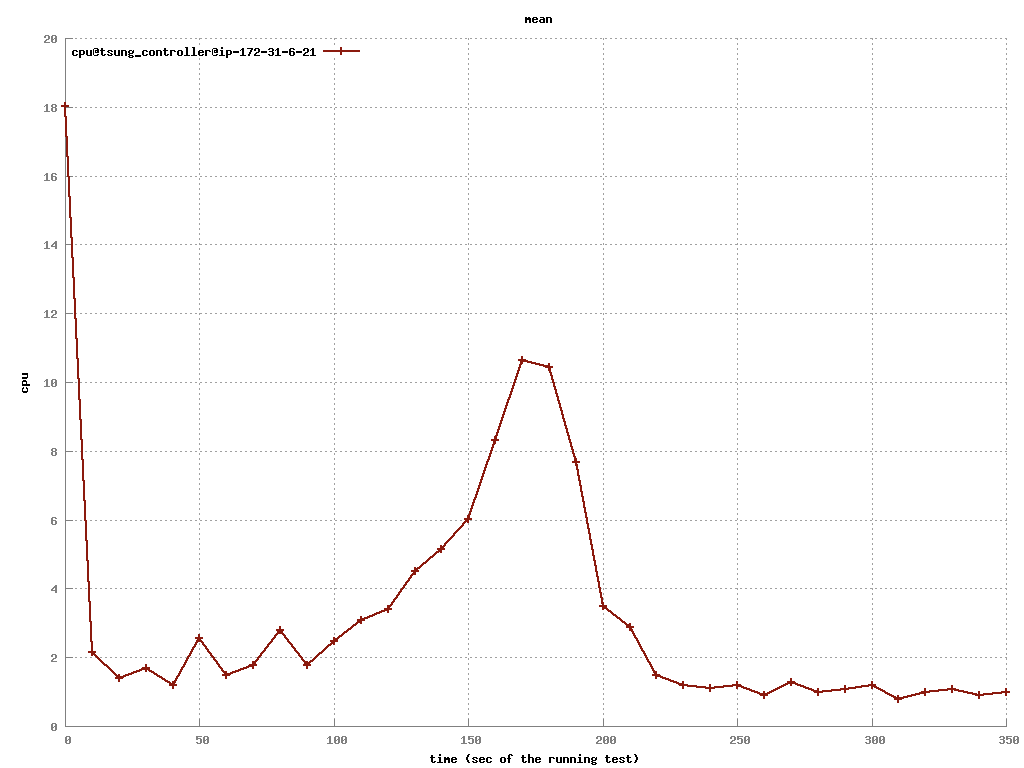 mean
cpu@tsung_controller@ip-172-31-6-21
20
18
16
14
12
10
8
6
4
2
0
cpu
0 50 100 150 200 250 300 350
time (sec of the running test)